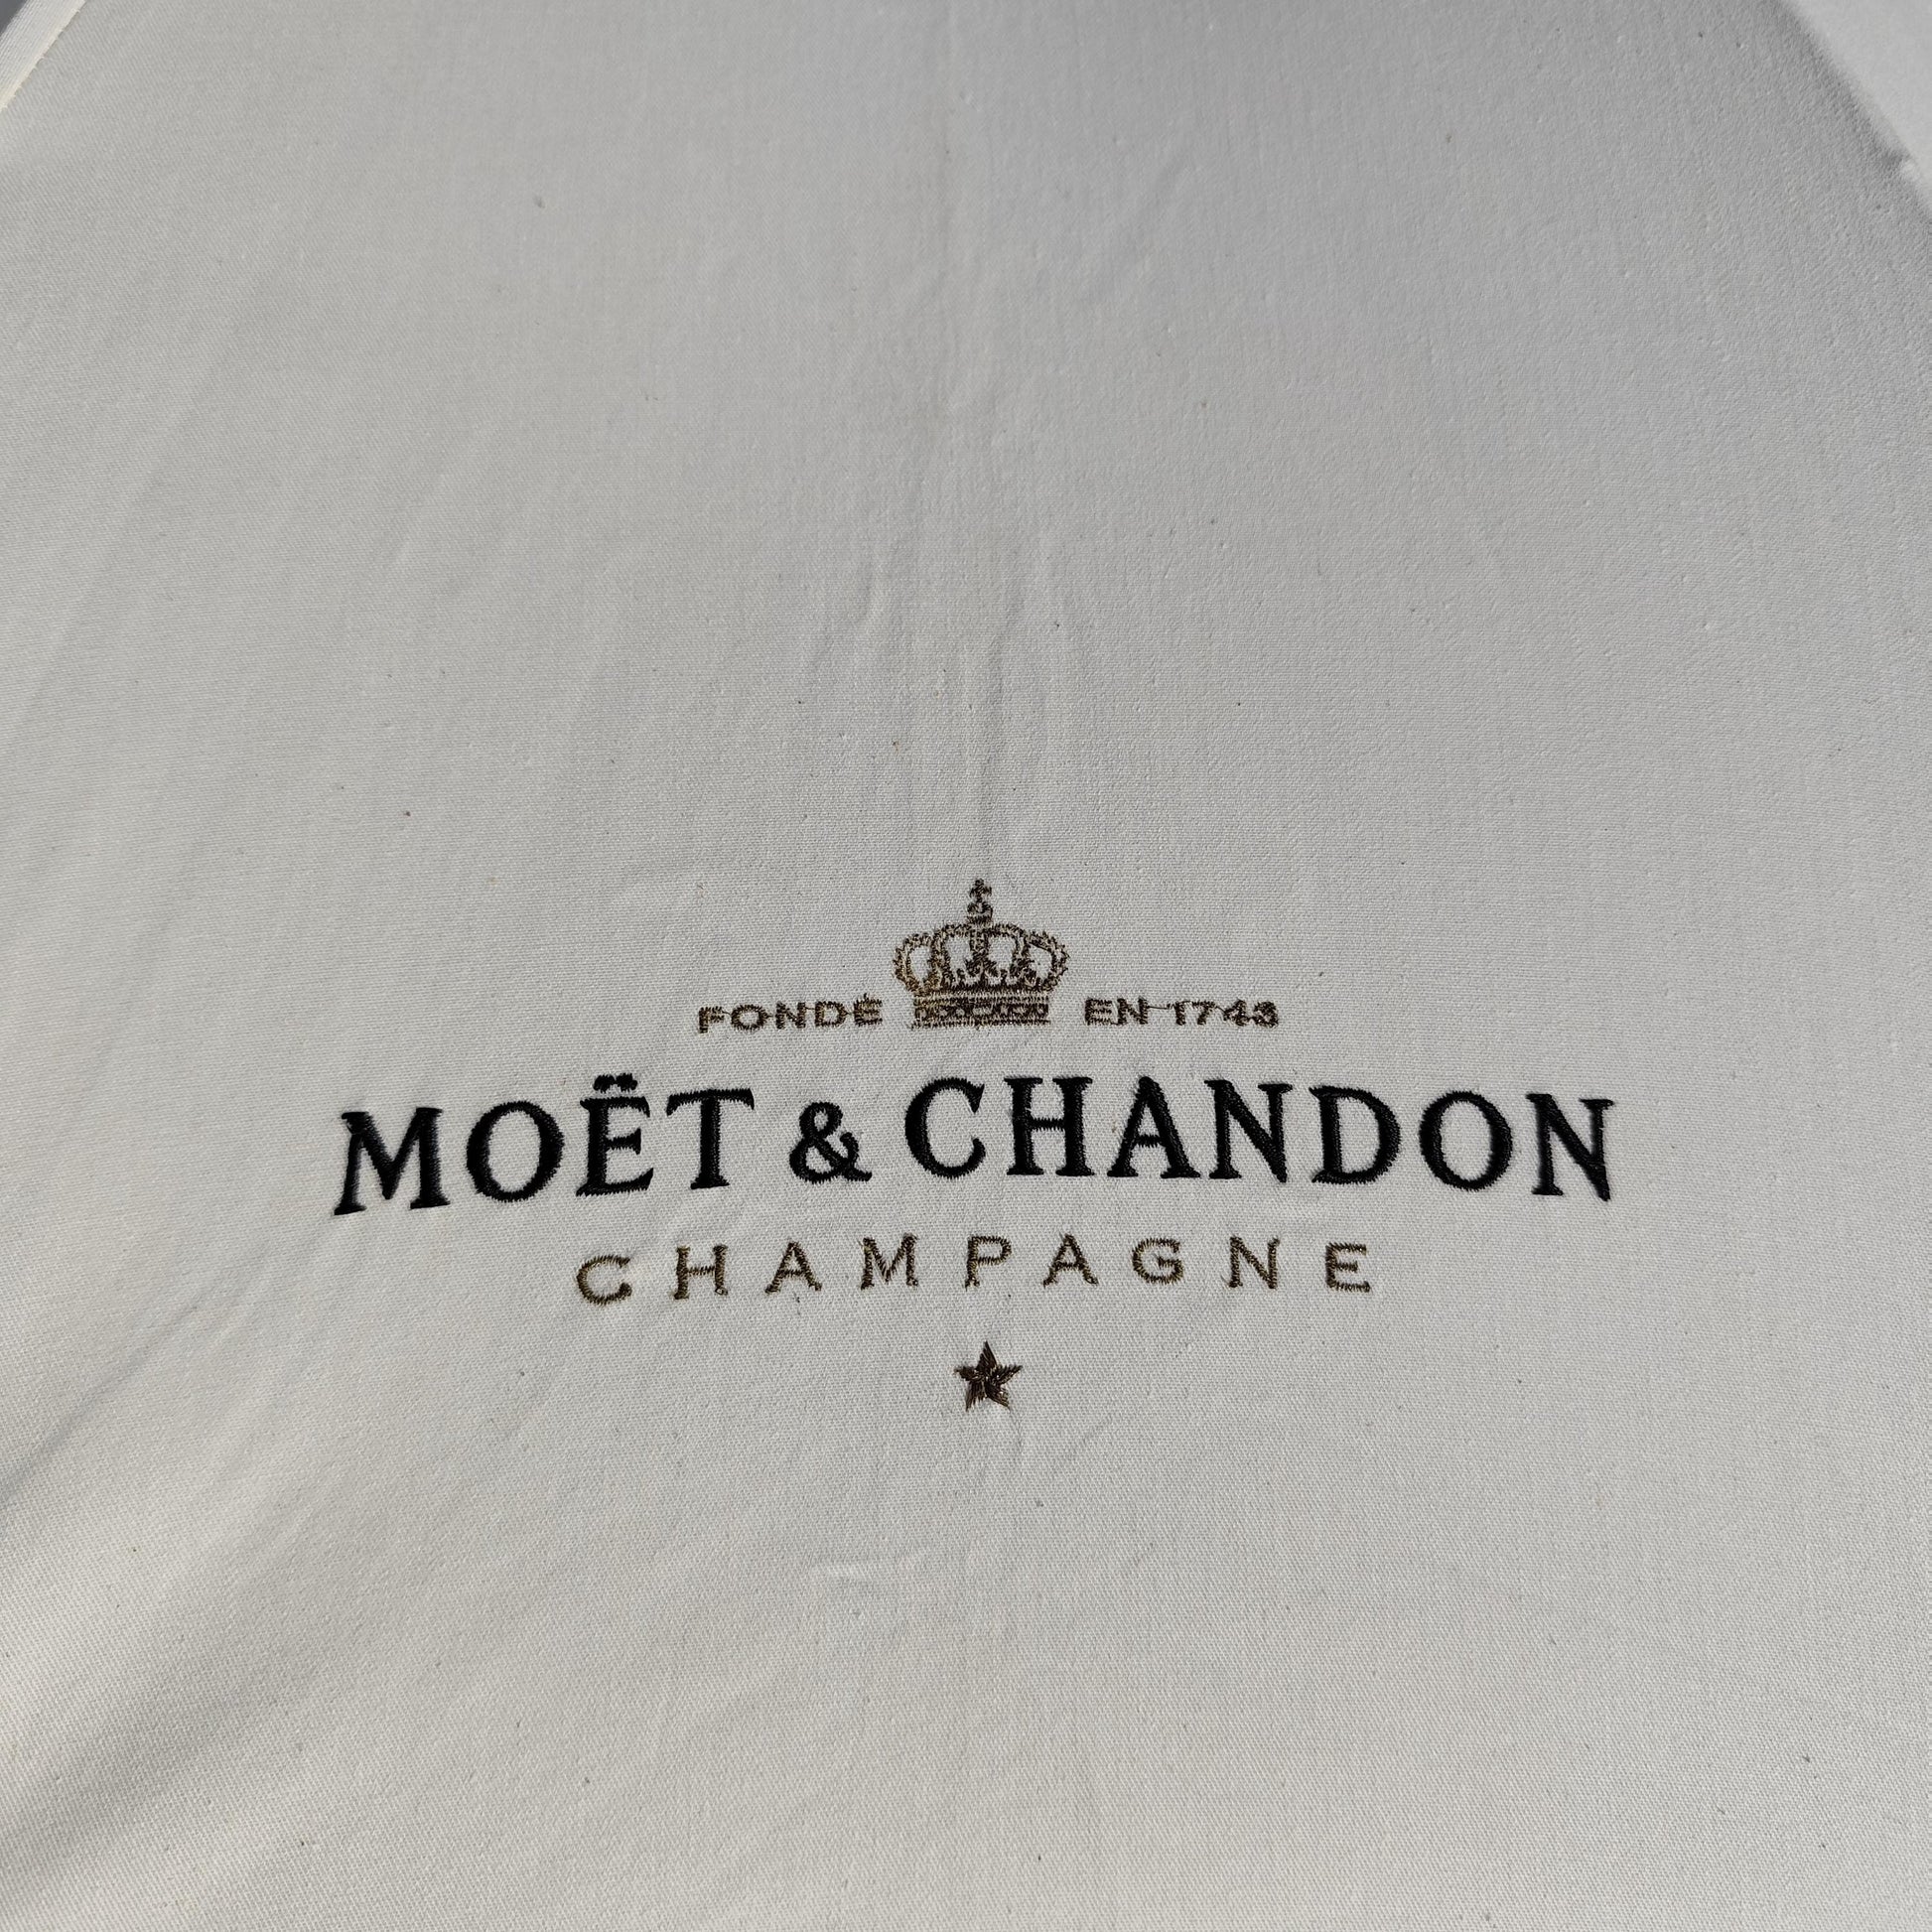 FONDÉ EN 1743
MOËT & CHANDON
CHAMPAGNE